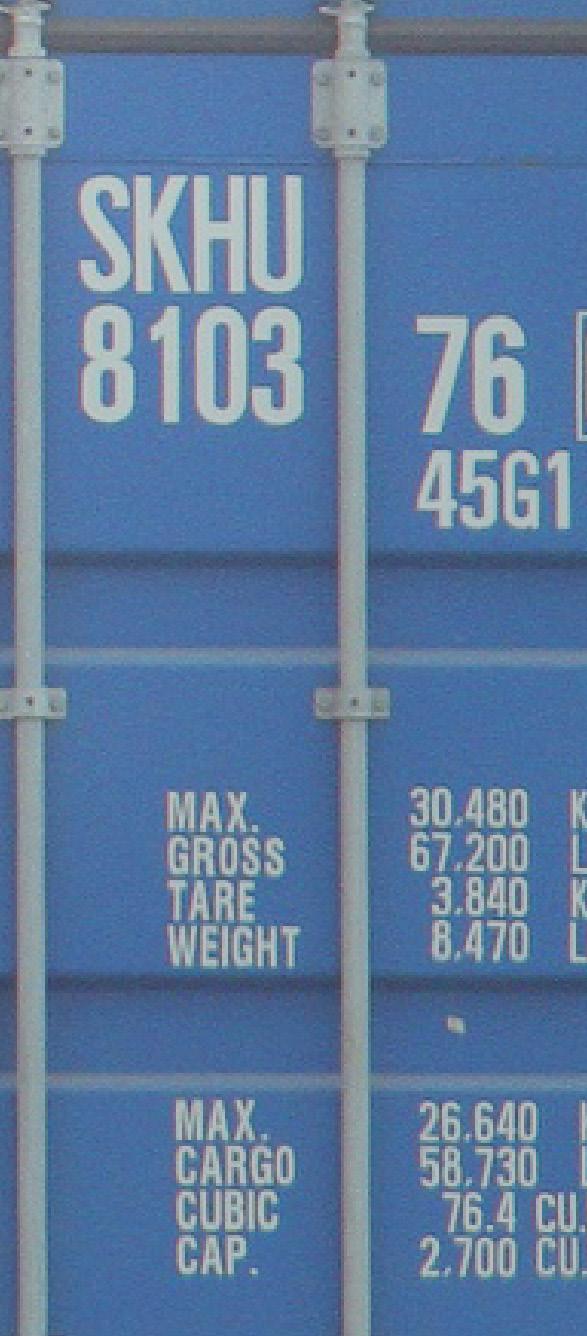 SKHU
8103 76
45G1
MAX. 30.480 K
GROSS 67.200 L
TARE 3.840 K
WEIGHT 8.470 L
MAX. 26.640 K
CARGO 58.730 L
CUBIC 76.4 CU.
CAP. 2.700 CU.